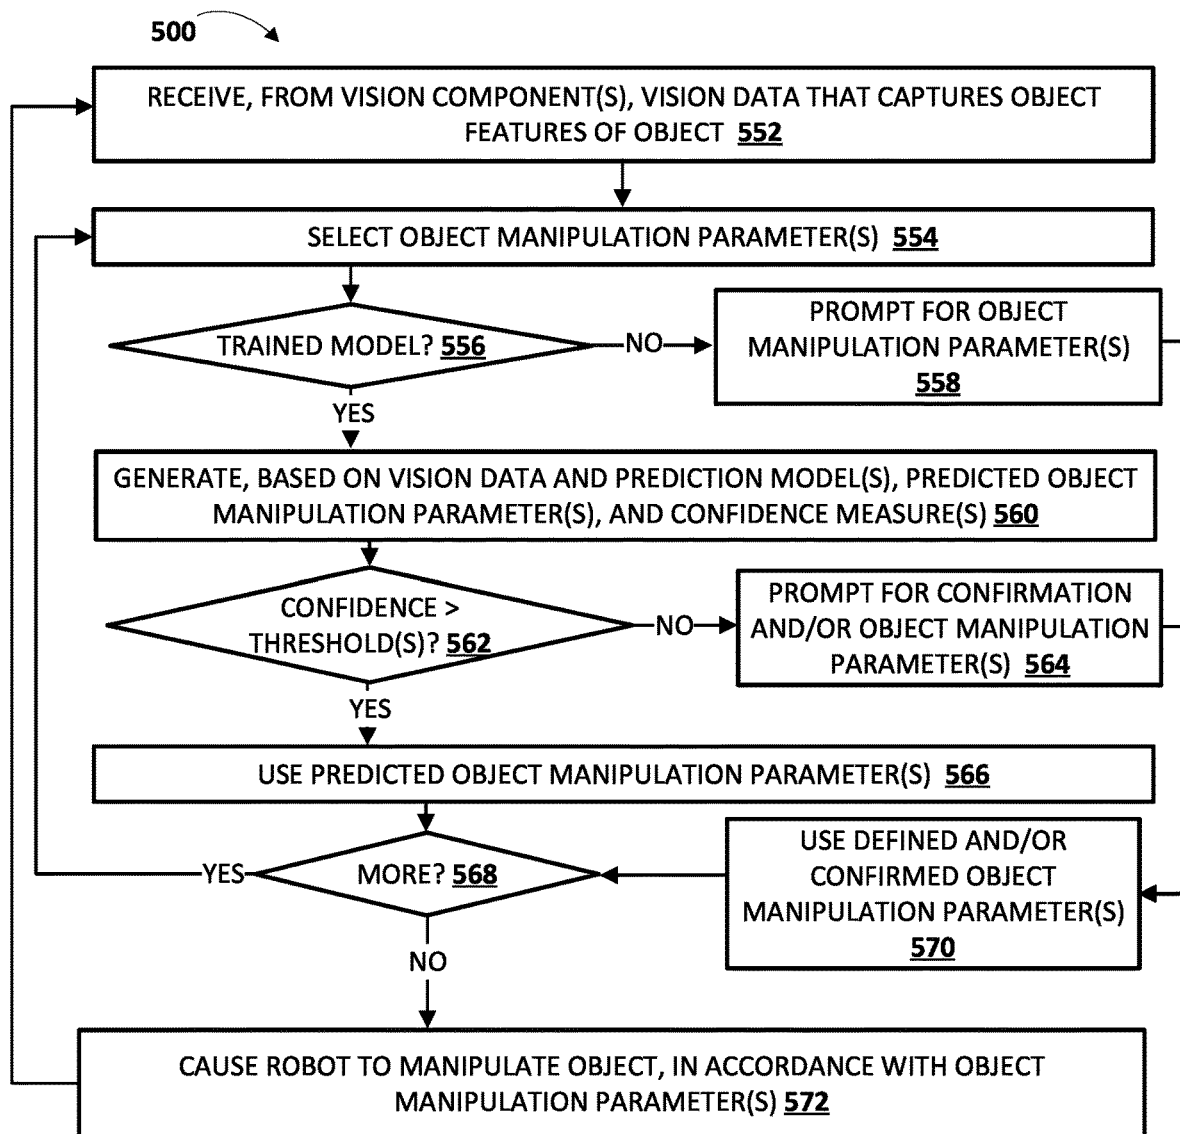 500
RECEIVE, FROM VISION COMPONENT(S), VISION DATA THAT CAPTURES OBJECT
FEATURES OF OBJECT 552
SELECT OBJECT MANIPULATION PARAMETER(S) 554
TRAINED MODEL? 556
NO
PROMPT FOR OBJECT
MANIPULATION PARAMETER(S)
558
YES
GENERATE, BASED ON VISION DATA AND PREDICTION MODEL(S), PREDICTED OBJECT
MANIPULATION PARAMETER(S), AND CONFIDENCE MEASURE(S) 560
CONFIDENCE >
THRESHOLD(S)? 562
NO
PROMPT FOR CONFIRMATION
AND/OR OBJECT MANIPULATION
PARAMETER(S) 564
YES
USE PREDICTED OBJECT MANIPULATION PARAMETER(S) 566
YES
MORE? 568
USE DEFINED AND/OR
CONFIRMED OBJECT
MANIPULATION PARAMETER(S)
570
NO
CAUSE ROBOT TO MANIPULATE OBJECT, IN ACCORDANCE WITH OBJECT
MANIPULATION PARAMETER(S) 572